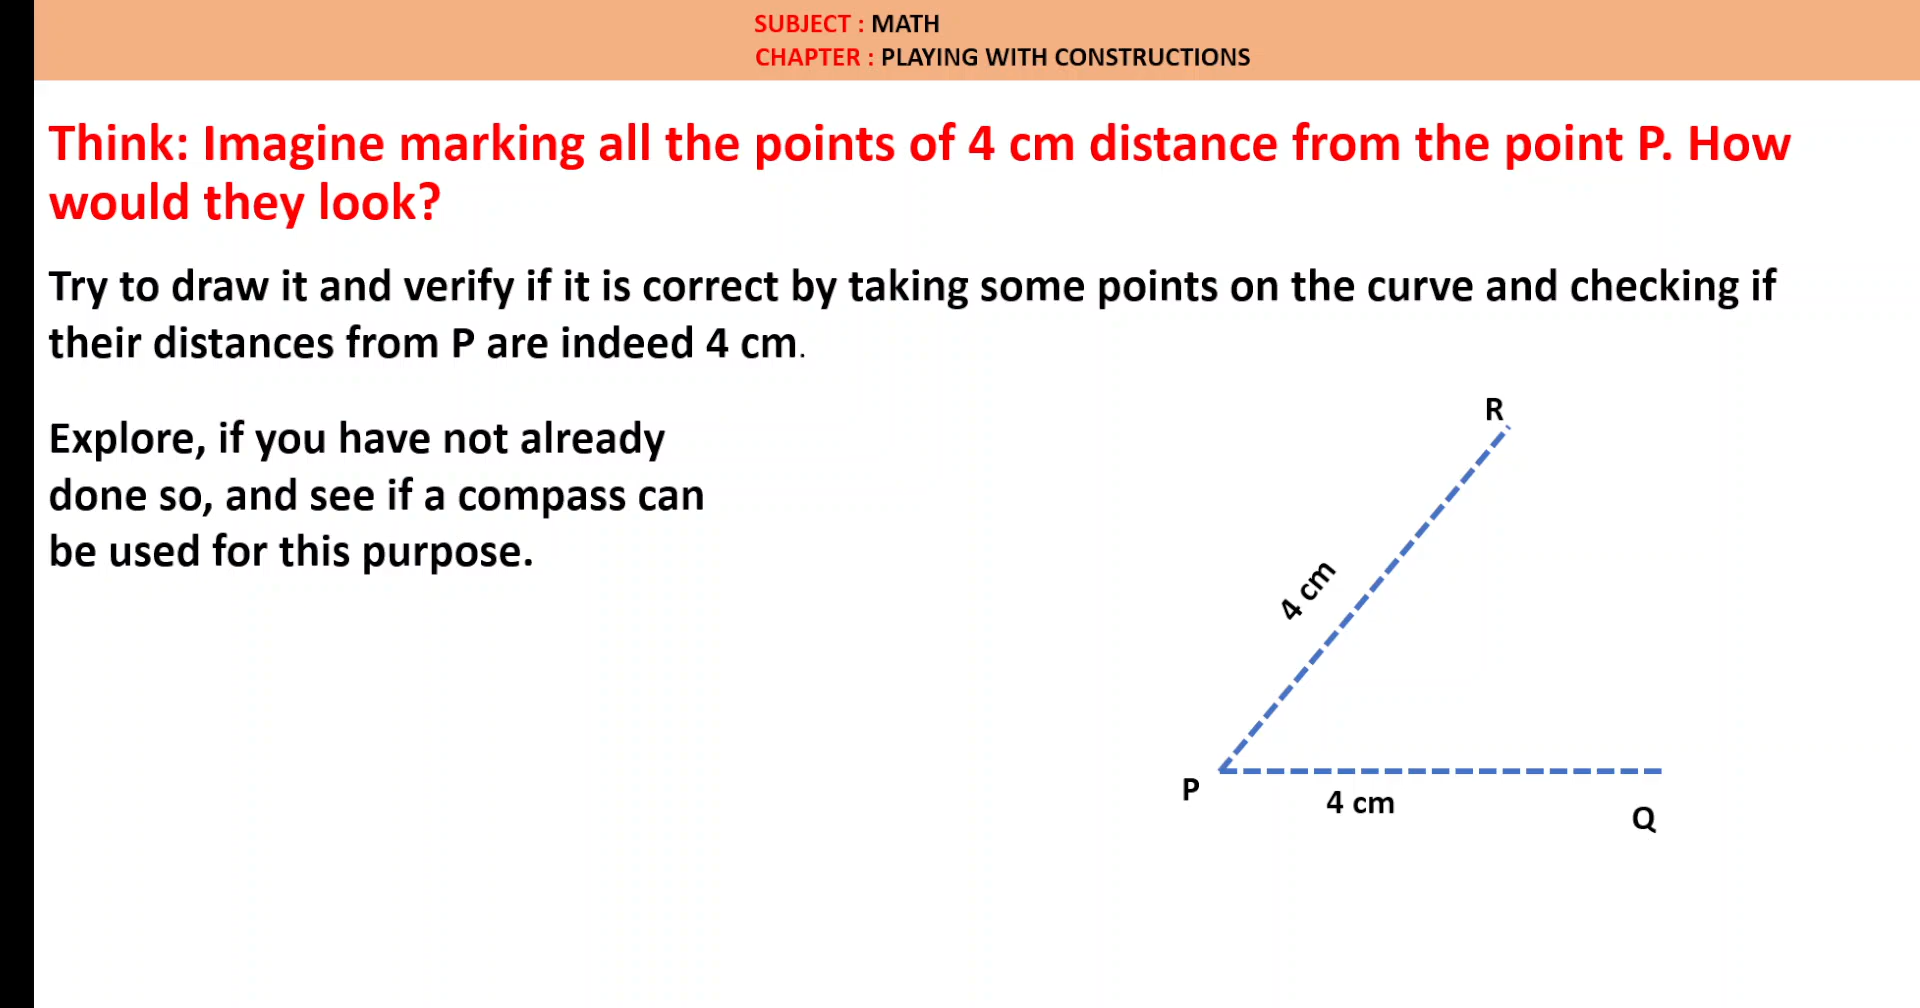 SUBJECT : MATH
CHAPTER : PLAYING WITH CONSTRUCTIONS
Think: Imagine marking all the points of 4 cm distance from the point P. How
would they look?
Try to draw it and verify if it is correct by taking some points on the curve and checking if
their distances from P are indeed 4 cm.
Explore, if you have not already
done so, and see if a compass can
be used for this purpose.
R
4 cm
P
4 cm
Q